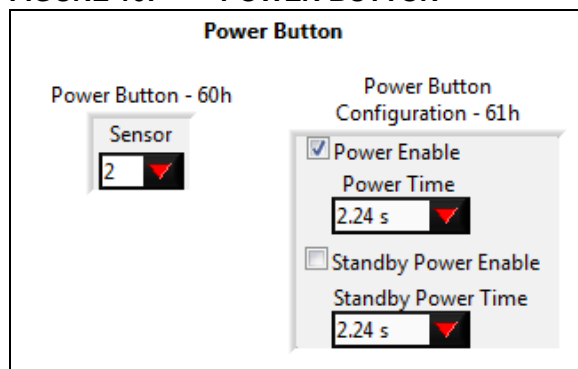 Power Button
Power Button - 60h
Sensor
2
Power Button
Configuration - 61h
Power Enable
Power Time
2.24 s
Standby Power Enable
Standby Power Time
2.24 s